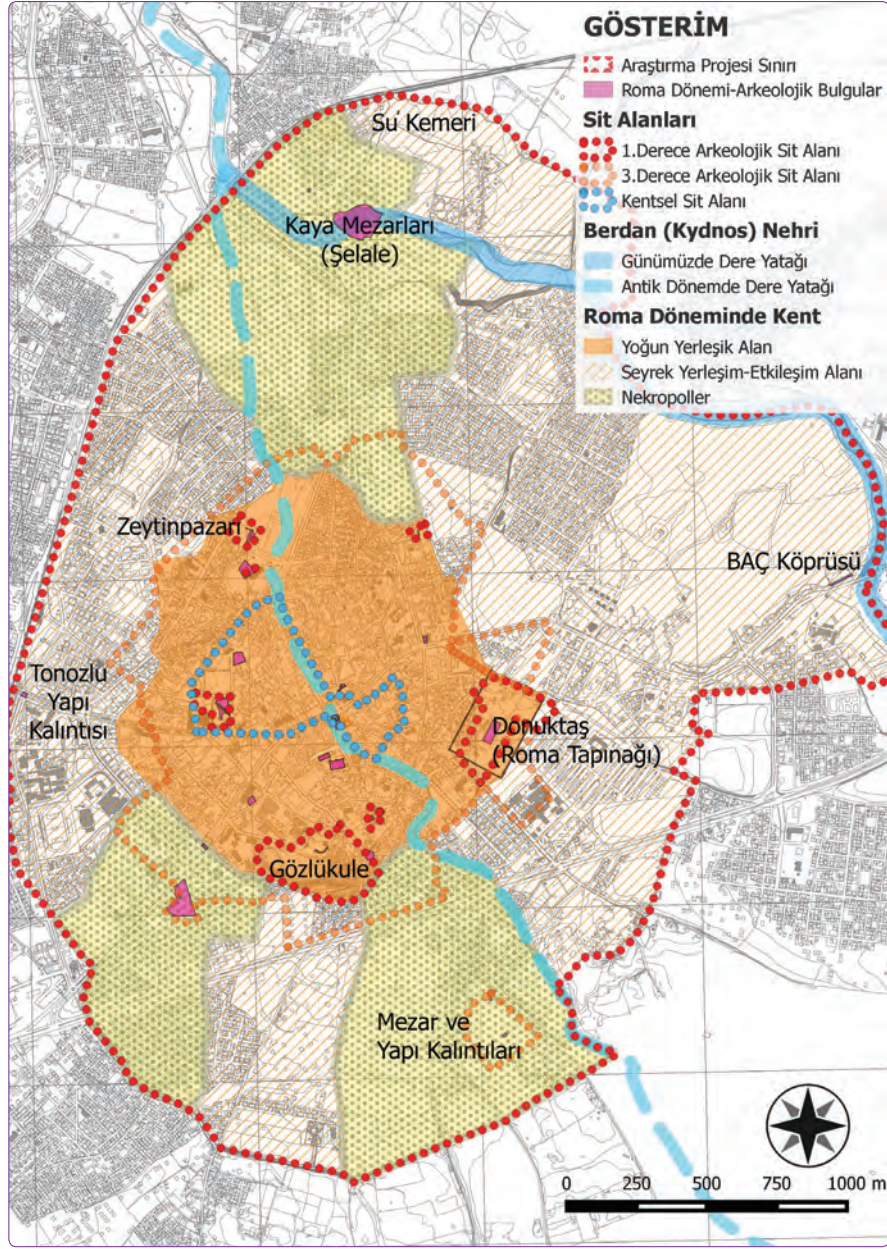 GÖSTERİM
Araştırma Projesi Sınırı
Roma Dönemi-Arkeolojik Bulgular
Sit Alanları
1.Derece Arkeolojik Sit Alanı
3.Derece Arkeolojik Sit Alanı
Kentsel Sit Alanı
Berdan (Kydnos) Nehri
Günümüzde Dere Yatağı
Antik Dönemde Dere Yatağı
Roma Döneminde Kent
Yoğun Yerleşik Alan
Seyrek Yerleşim-Etkileşim Alanı
Nekropoller
Su Kemeri
Kaya Mezarları
(Şelale)
Zeytinpazarı
BAÇ Köprüsü
Tonozlu
Yapı
Kalıntısı
Donuktaş
(Roma Tapınağı)
Gözlükule
Mezar ve
Yapı Kalıntıları
0 250 500 750 1000 m